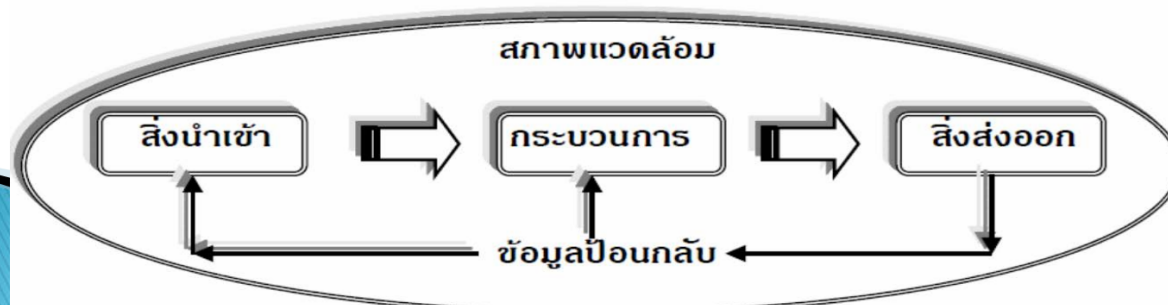 สภาพแวดล้อม
สิ่งนำเข้า
กระบวนการ
สิ่งส่งออก
ข้อมูลป้อนกลับ